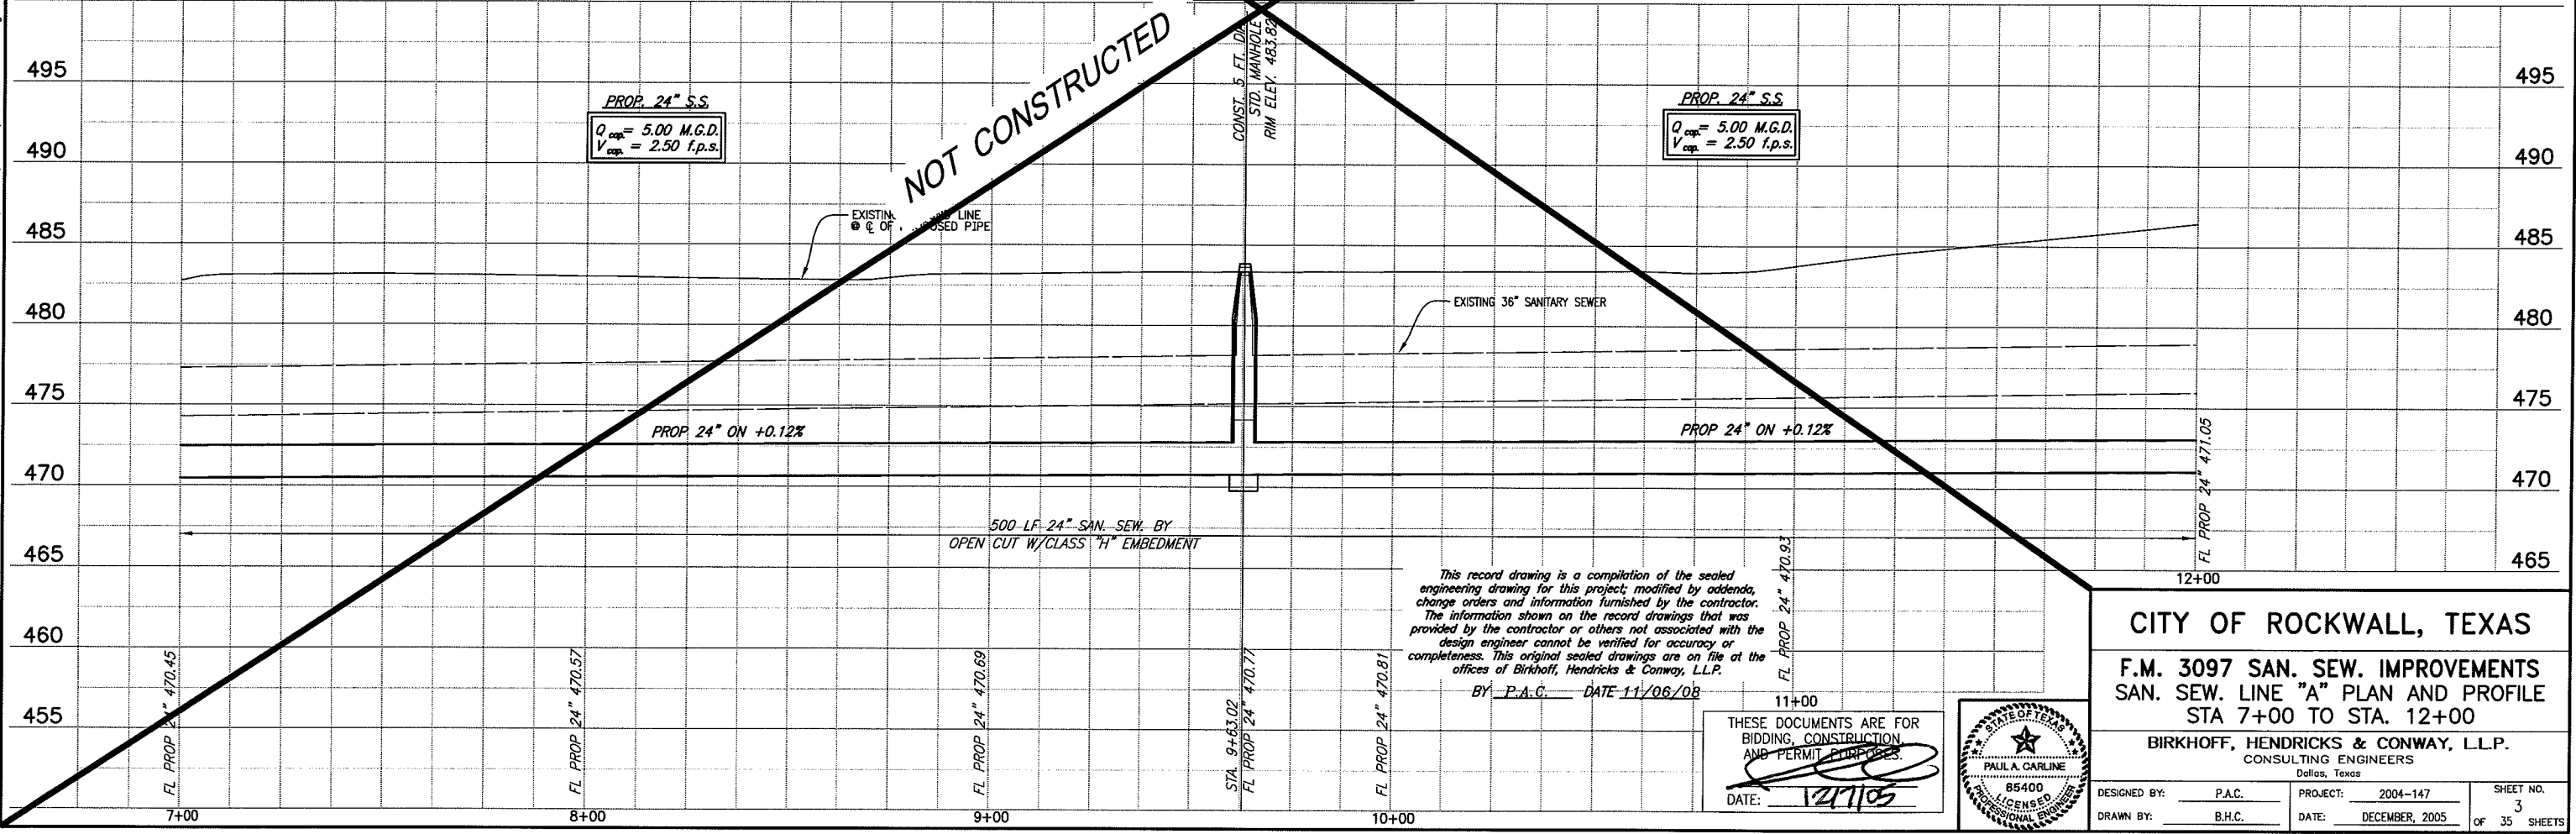 NOT CONSTRUCTED
CONST. 5 FT. DIA.
STD. MANHOLE
RIM ELEV. 483.82
495
490
485
480
475
470
465
460
455
495
490
485
480
475
470
465
PROP. 24" S.S.
Q cap.= 5.00 M.G.D.
V cap. = 2.50 f.p.s.
PROP. 24" S.S.
Q cap.= 5.00 M.G.D.
V cap. = 2.50 f.p.s.
LINE
@ ℄ OF
PIPE
EXISTING 36" SANITARY SEWER
PROP 24" ON +0.12%
PROP 24" ON +0.12%
500 LF 24" SAN. SEW. BY
OPEN CUT W/CLASS "H" EMBEDMENT
FL PROP 24" 470.45
FL PROP 24" 470.57
FL PROP 24" 470.69
STA. 9+63.02
FL PROP 24" 470.77
FL PROP 24" 470.81
FL PROP 24" 470.93
FL PROP 24" 471.05
7+00
8+00
9+00
10+00
11+00
12+00
This record drawing is a compilation of the sealed
engineering drawing for this project; modified by addenda,
change orders and information furnished by the contractor.
The information shown on the record drawings that was
provided by the contractor or others not associated with the
design engineer cannot be verified for accuracy or
completeness. This original sealed drawings are on file at the
offices of Birkhoff, Hendricks & Conway, L.L.P.
BY P.A.C. DATE 11/06/08
THESE DOCUMENTS ARE FOR
BIDDING, CONSTRUCTION,
AND PERMIT PURPOSES.
DATE: 12/7/05
STATE OF TEXAS
PAUL A. CARLINE
85400
LICENSED
PROFESSIONAL ENGINEER
CITY OF ROCKWALL, TEXAS
F.M. 3097 SAN. SEW. IMPROVEMENTS
SAN. SEW. LINE "A" PLAN AND PROFILE
STA 7+00 TO STA. 12+00
BIRKHOFF, HENDRICKS & CONWAY, L.L.P.
CONSULTING ENGINEERS
Dallas, Texas
DESIGNED BY: P.A.C. PROJECT: 2004-147 SHEET NO.
3
DRAWN BY: B.H.C. DATE: DECEMBER, 2005 OF 35 SHEETS